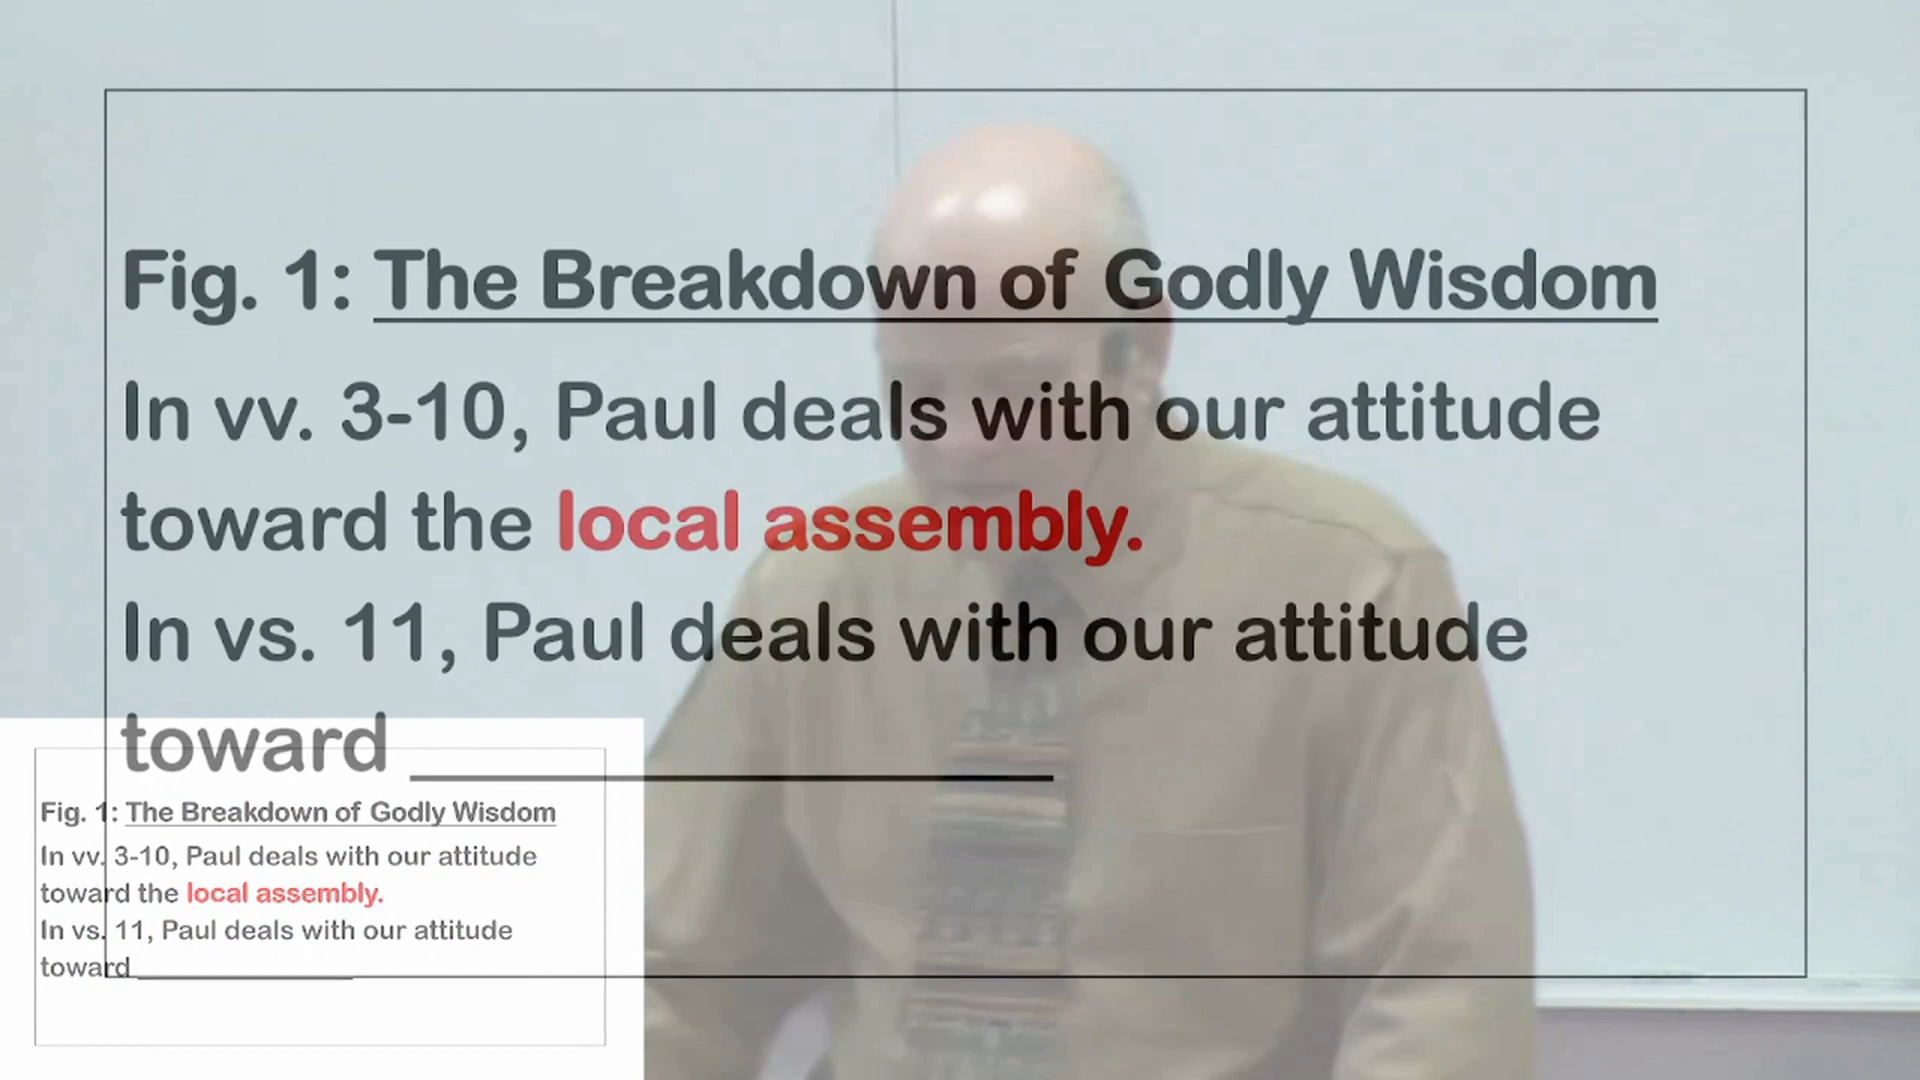 Fig. 1: The Breakdown of Godly Wisdom
In vv. 3-10, Paul deals with our attitude
toward the local assembly.
In vs. 11, Paul deals with our attitude
toward ____________
Fig. 1: The Breakdown of Godly Wisdom
In vv. 3-10, Paul deals with our attitude
toward the local assembly.
In vs. 11, Paul deals with our attitude
toward ____________